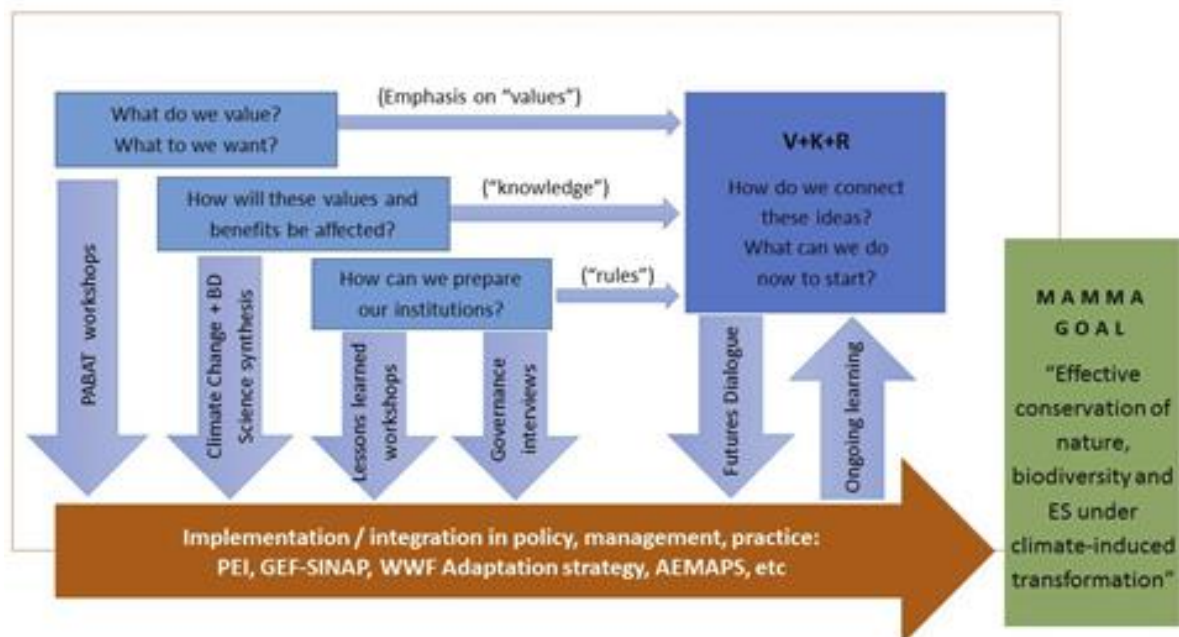 What do we value?
What to we want?
(Emphasis on “values”)
How will these values and
benefits be affected?
(“knowledge”)
How can we prepare
our institutions?
(“rules”)
V+K+R
How do we connect
these ideas?
What can we do
now to start?
PABAT workshops
Climate Change + BD
Science synthesis
Lessons learned
workshops
Governance
interviews
Futures Dialogue
Ongoing learning
Implementation / integration in policy, management, practice:
PEI, GEF-SINAP, WWF Adaptation strategy, AEMAPS, etc
MAMMA
GOAL
“Effective
conservation of
nature,
biodiversity and
ES under
climate-induced
transformation”